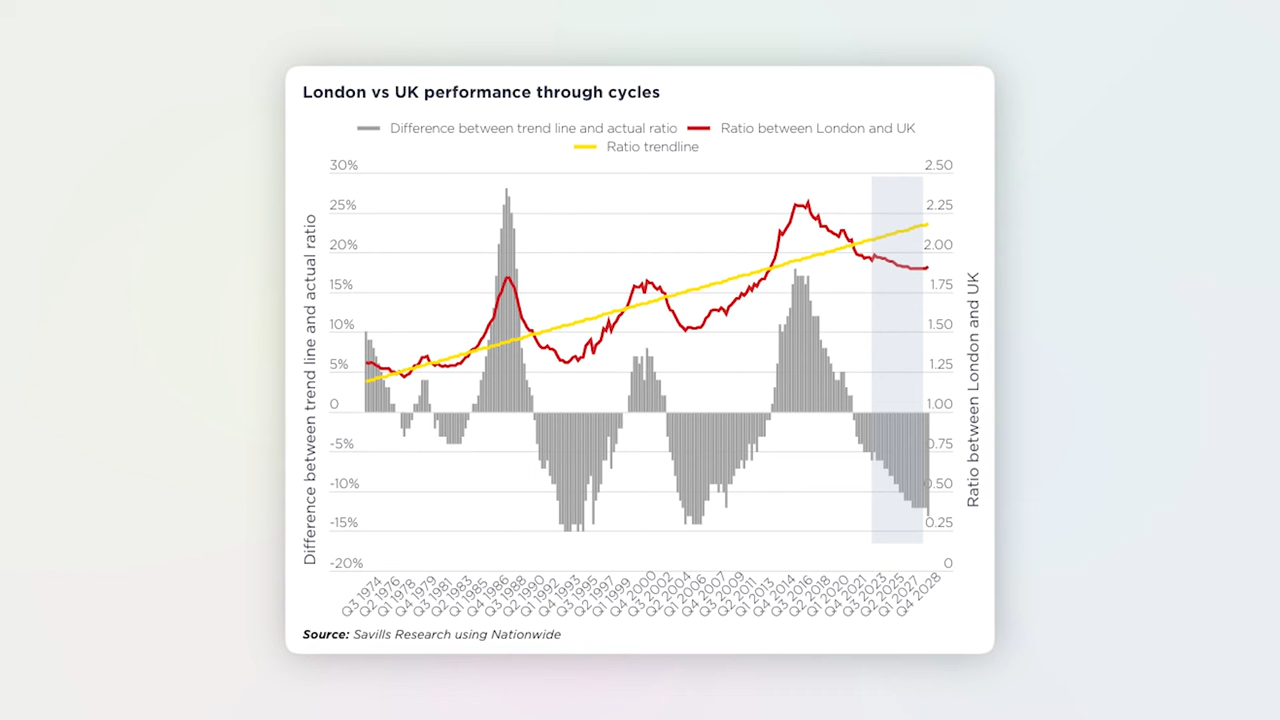 London vs UK performance through cycles
Difference between trend line and actual ratio
Ratio between London and UK
Ratio trendline
30%
25%
20%
15%
10%
5%
0
-5%
-10%
-15%
-20%
Difference between trend line and actual ratio
2.50
2.25
2.00
1.75
1.50
1.25
1.00
0.75
0.50
0.25
0
Ratio between London and UK
Q3 1974
Q2 1976
Q1 1978
Q4 1979
Q3 1981
Q2 1983
Q1 1985
Q4 1986
Q3 1988
Q2 1990
Q1 1992
Q4 1993
Q3 1995
Q2 1997
Q1 1999
Q4 2000
Q3 2002
Q2 2004
Q1 2006
Q4 2007
Q3 2009
Q2 2011
Q1 2013
Q4 2014
Q3 2016
Q2 2018
Q1 2020
Q4 2021
Q3 2023
Q2 2025
Q1 2027
Q4 2028
Source: Savills Research using Nationwide